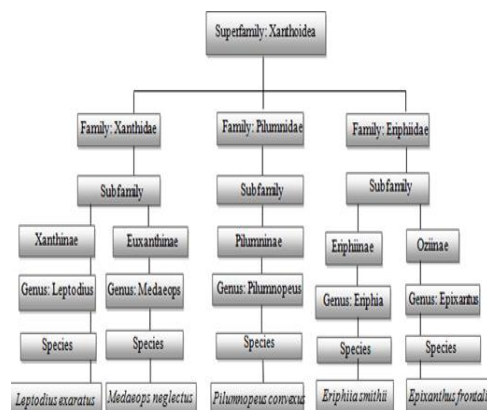 Superfamily: Xanthoidea
Family: Xanthidae
Family: Pilumnidae
Family: Eriphiidae
Subfamily
Subfamily
Subfamily
Xanthinae
Euxanthinae
Pilumninae
Eriphiinae
Oziinae
Genus: Leptodius
Genus: Medaeops
Genus: Pilumnopeus
Genus: Eriphia
Genus: Epixantus
Species
Species
Species
Species
Species
Leptodius exaratus
Medaeops neglectus
Pilumnopeus convexus
Eriphiia smithii
Epixanthus frontali